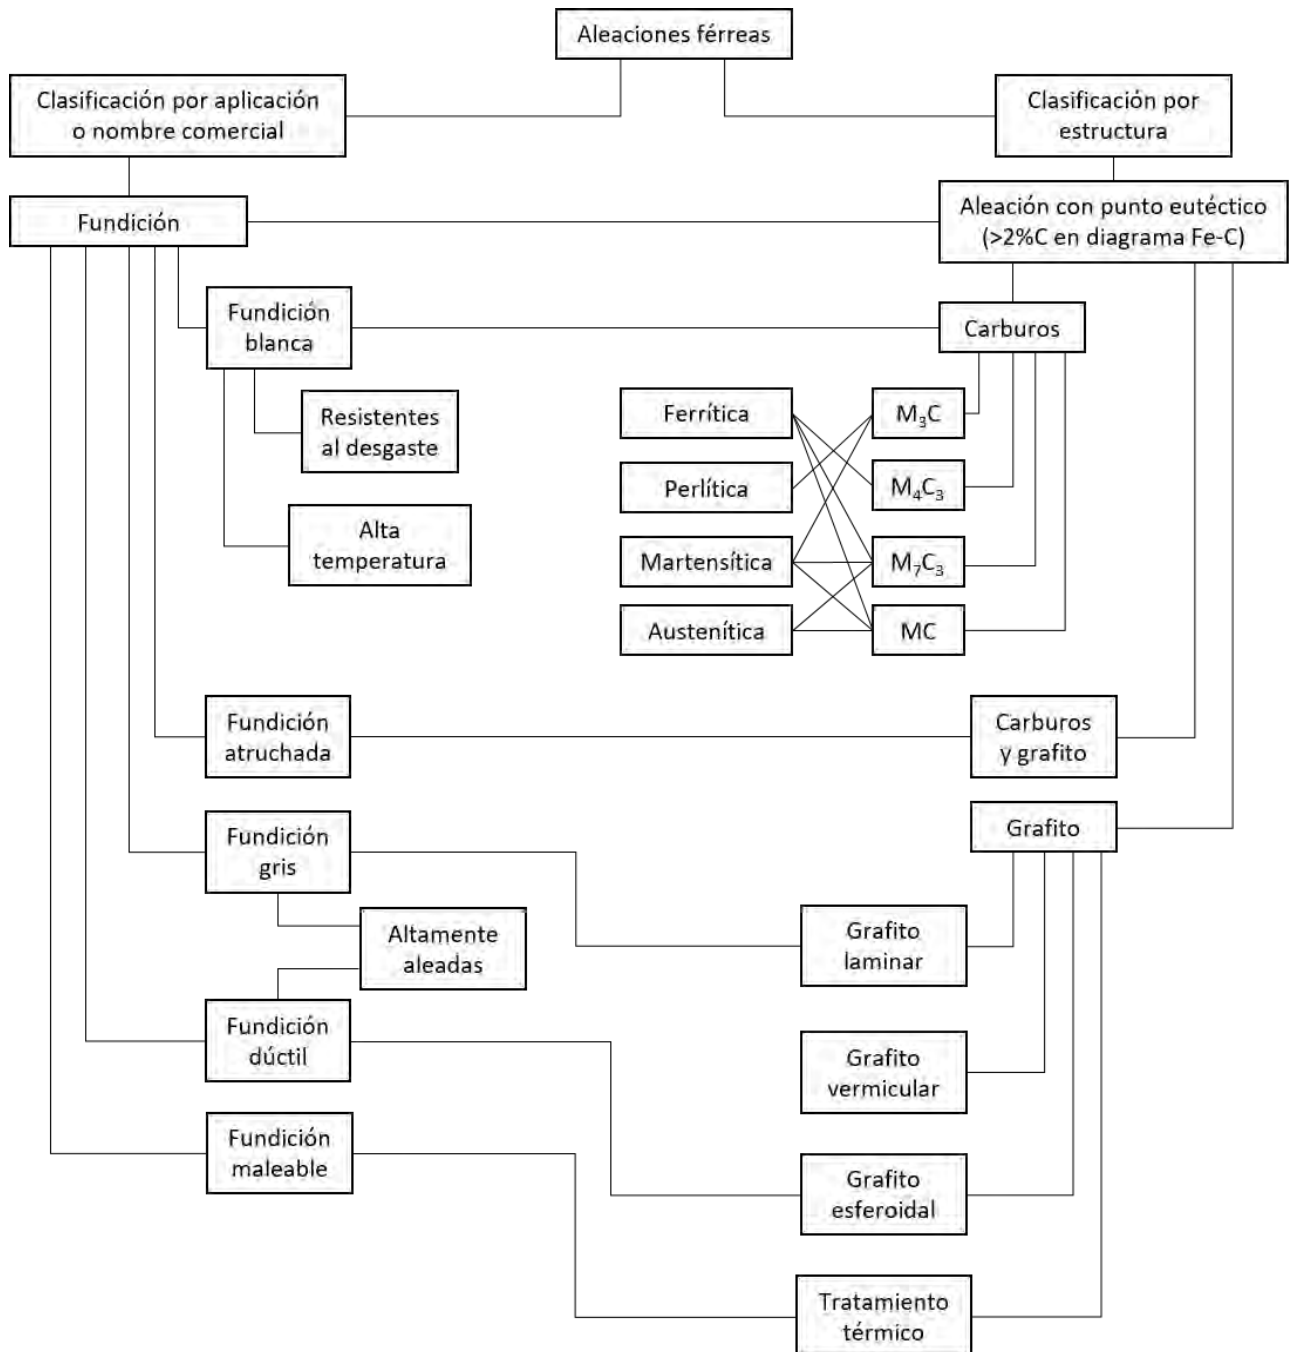 Aleaciones férreas
Clasificación por aplicación
o nombre comercial
Clasificación por
estructura
Fundición
Aleación con punto eutéctico
(>2%C en diagrama Fe-C)
Fundición
blanca
Carburos
Resistentes
al desgaste
Alta
temperatura
Ferrítica
M₃C
Perlítica
M₄C₃
Martensítica
M₇C₃
Austenítica
MC
Fundición
atruchada
Carburos
y grafito
Fundición
gris
Grafito
Altamente
aleadas
Grafito
laminar
Fundición
dúctil
Grafito
vermicular
Fundición
maleable
Grafito
esferoidal
Tratamiento
térmico